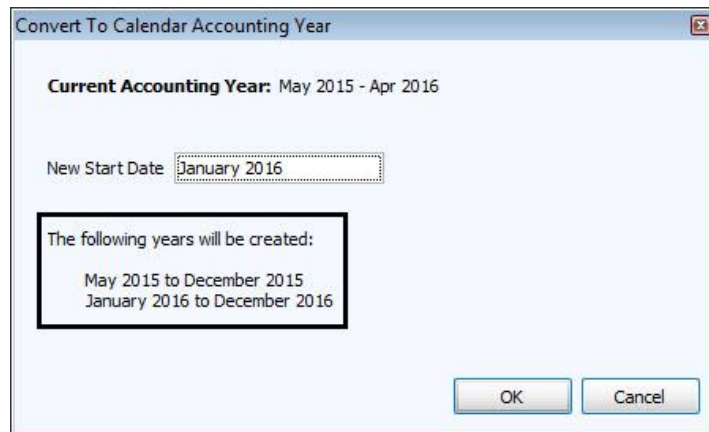 Convert To Calendar Accounting Year
Current Accounting Year: May 2015 - Apr 2016
New Start Date January 2016
The following years will be created:
May 2015 to December 2015
January 2016 to December 2016
OK Cancel